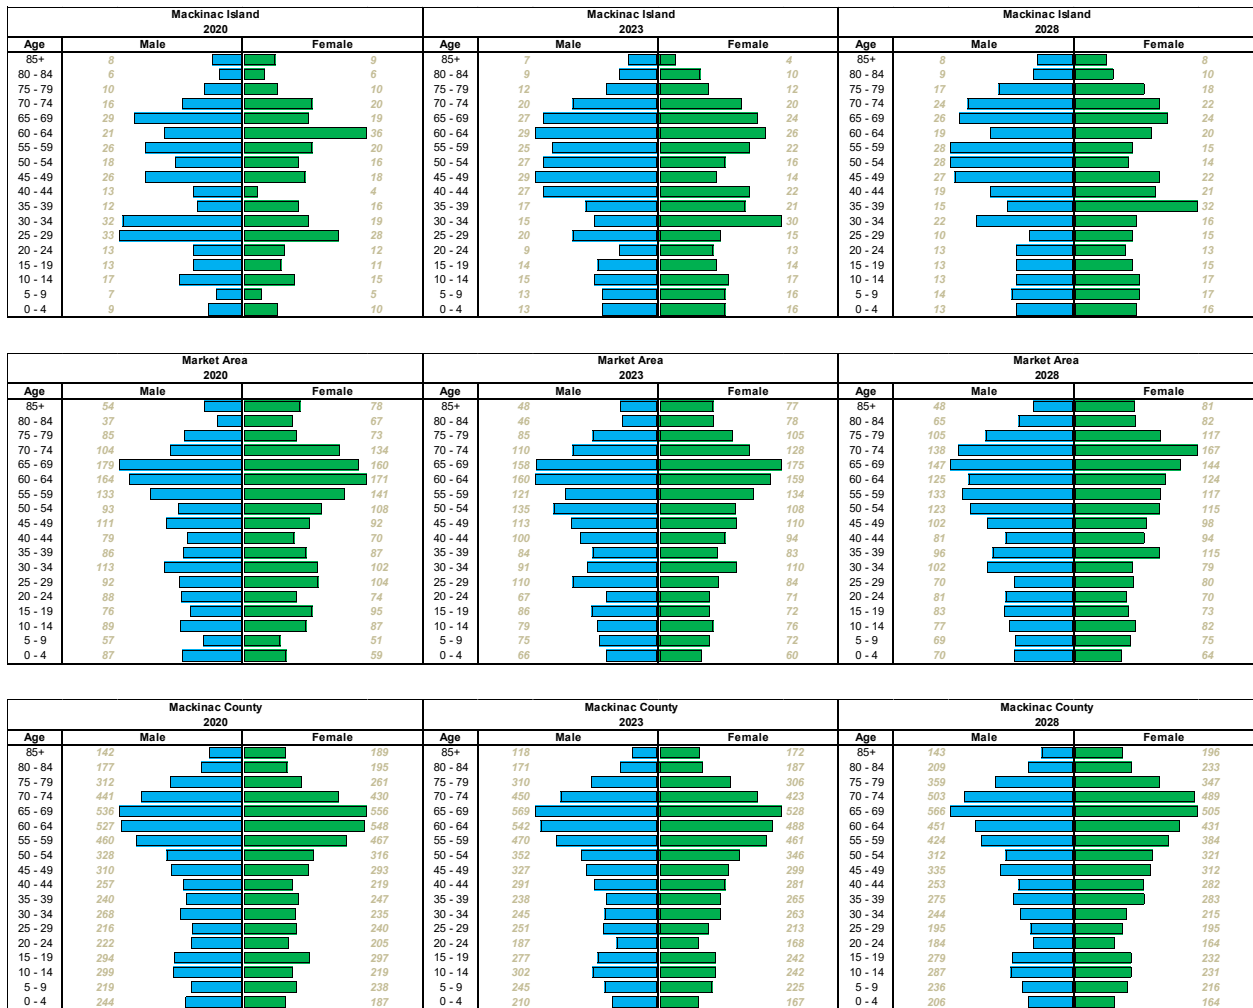 Mackinac Island Mackinac Island Mackinac Island
2020 2023 2028
Age Male Female Age Male Female Age Male Female
85+ 8 9 85+ 7 4 85+ 8 8
80 - 84 6 6 80 - 84 9 10 80 - 84 9 10
75 - 79 10 10 75 - 79 12 12 75 - 79 17 18
70 - 74 16 20 70 - 74 20 20 70 - 74 24 22
65 - 69 29 19 65 - 69 27 24 65 - 69 26 24
60 - 64 21 36 60 - 64 29 26 60 - 64 19 20
55 - 59 26 20 55 - 59 25 22 55 - 59 28 15
50 - 54 18 16 50 - 54 27 16 50 - 54 28 14
45 - 49 26 18 45 - 49 29 14 45 - 49 27 22
40 - 44 13 4 40 - 44 27 22 40 - 44 19 21
35 - 39 12 16 35 - 39 17 21 35 - 39 15 32
30 - 34 32 19 30 - 34 15 30 30 - 34 22 16
25 - 29 33 28 25 - 29 20 15 25 - 29 10 15
20 - 24 13 12 20 - 24 9 13 20 - 24 13 13
15 - 19 13 11 15 - 19 14 14 15 - 19 13 15
10 - 14 17 15 10 - 14 15 17 10 - 14 13 17
5 - 9 7 5 5 - 9 13 16 5 - 9 14 17
0 - 4 9 10 0 - 4 13 16 0 - 4 13 16
Market Area Market Area Market Area
2020 2023 2028
Age Male Female Age Male Female Age Male Female
85+ 54 78 85+ 48 77 85+ 48 81
80 - 84 37 67 80 - 84 46 78 80 - 84 65 82
75 - 79 85 73 75 - 79 85 105 75 - 79 105 117
70 - 74 104 134 70 - 74 110 128 70 - 74 138 167
65 - 69 179 160 65 - 69 158 175 65 - 69 147 144
60 - 64 164 171 60 - 64 160 159 60 - 64 125 124
55 - 59 133 141 55 - 59 121 134 55 - 59 133 117
50 - 54 93 108 50 - 54 135 108 50 - 54 123 115
45 - 49 111 92 45 - 49 113 110 45 - 49 102 98
40 - 44 79 70 40 - 44 100 94 40 - 44 81 94
35 - 39 86 87 35 - 39 84 83 35 - 39 96 115
30 - 34 113 102 30 - 34 91 110 30 - 34 102 79
25 - 29 92 104 25 - 29 110 84 25 - 29 70 80
20 - 24 88 74 20 - 24 67 71 20 - 24 81 70
15 - 19 76 95 15 - 19 86 72 15 - 19 83 73
10 - 14 89 87 10 - 14 79 76 10 - 14 77 82
5 - 9 57 51 5 - 9 75 72 5 - 9 69 75
0 - 4 87 59 0 - 4 66 60 0 - 4 70 64
Mackinac County Mackinac County Mackinac County
2020 2023 2028
Age Male Female Age Male Female Age Male Female
85+ 142 189 85+ 118 172 85+ 143 196
80 - 84 177 195 80 - 84 171 187 80 - 84 209 233
75 - 79 312 261 75 - 79 310 306 75 - 79 359 347
70 - 74 441 430 70 - 74 450 423 70 - 74 503 489
65 - 69 536 556 65 - 69 569 528 65 - 69 566 505
60 - 64 527 548 60 - 64 542 488 60 - 64 451 431
55 - 59 460 467 55 - 59 470 461 55 - 59 424 384
50 - 54 328 316 50 - 54 352 346 50 - 54 312 321
45 - 49 310 293 45 - 49 327 299 45 - 49 335 312
40 - 44 257 219 40 - 44 291 281 40 - 44 253 282
35 - 39 240 247 35 - 39 238 265 35 - 39 275 283
30 - 34 268 235 30 - 34 245 263 30 - 34 244 215
25 - 29 216 240 25 - 29 251 213 25 - 29 195 195
20 - 24 222 205 20 - 24 187 168 20 - 24 184 164
15 - 19 294 297 15 - 19 277 242 15 - 19 279 232
10 - 14 299 219 10 - 14 302 242 10 - 14 287 231
5 - 9 219 238 5 - 9 245 225 5 - 9 236 216
0 - 4 244 187 0 - 4 210 167 0 - 4 206 164